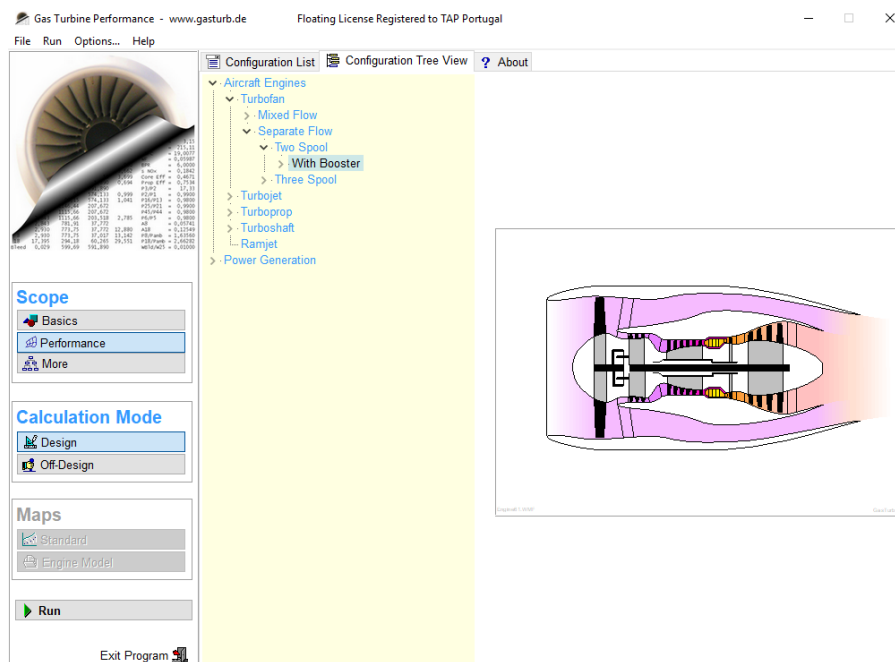 Gas Turbine Performance - www.gasturb.de
Floating License Registered to TAP Portugal
File Run Options... Help
Configuration List
Configuration Tree View
? About
Aircraft Engines
Turbofan
Mixed Flow
Separate Flow
Two Spool
With Booster
Three Spool
Turbojet
Turboprop
Turboshaft
Ramjet
Power Generation
Scope
Basics
Performance
More
Calculation Mode
Design
Off-Design
Maps
Standard
Engine Model
Run
Exit Program